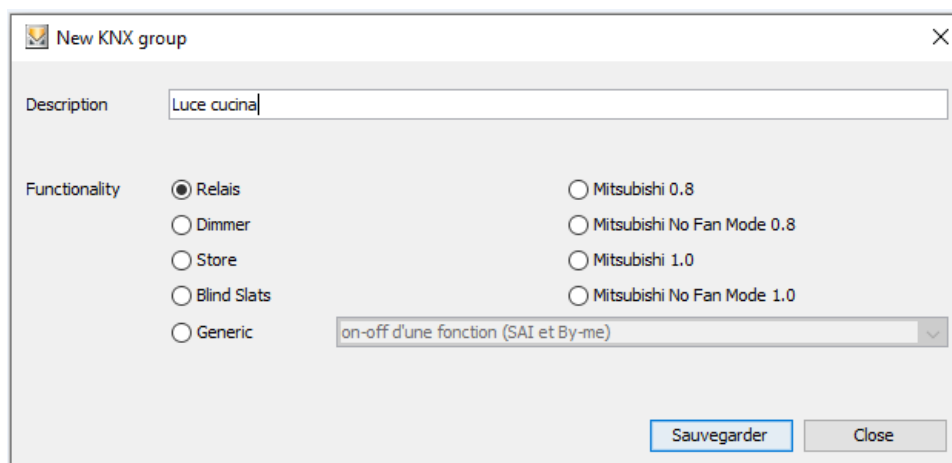 New KNX group
Description Luce cucina
Functionality Relais Mitsubishi 0.8
Dimmer Mitsubishi No Fan Mode 0.8
Store Mitsubishi 1.0
Blind Slats Mitsubishi No Fan Mode 1.0
Generic on-off d'une fonction (SAI et By-me)
Sauvegarder Close